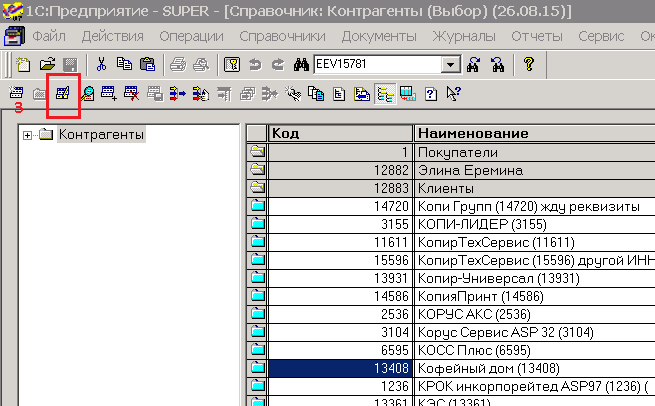 1С:Предприятие - SUPER - [Справочник: Контрагенты (Выбор) (26.08.15)]
Файл Действия Операции Справочники Документы Журналы Отчеты Сервис Ок
EEV15781
3
Контрагенты
Код Наименование
1 Покупатели
12882 Элина Еремина
12883 Клиенты
14720 Копи Групп (14720) жду реквизиты
3155 КОПИ-ЛИДЕР (3155)
11611 КопирТехСервис (11611)
15596 КопирТехСервис (15596) другой ИНН
13931 Копир-Универсал (13931)
14586 КопияПринт (14586)
2536 КОРУС АКС (2536)
3104 Корус Сервис ASP 32 (3104)
6595 КОСС Плюс (6595)
13408 Кофейный дом (13408)
1236 КРОК инкорпорейтед ASP97 (1236) (
13361 КЭС (13361)